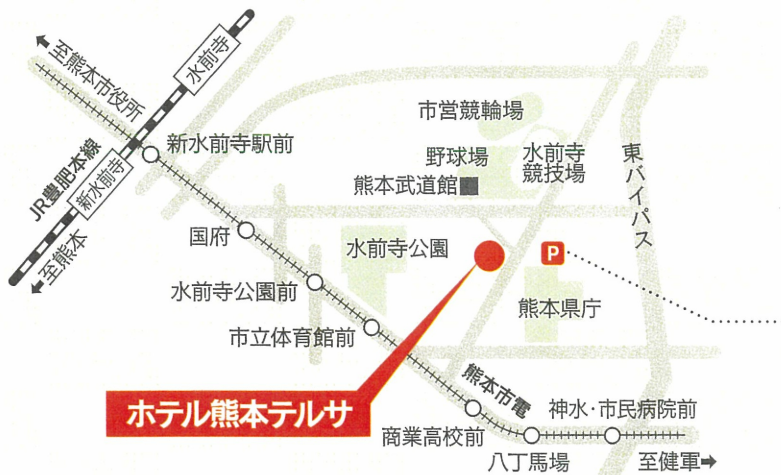 至熊本市役所
水前寺
新水前寺駅前
JR豊肥本線
新水前寺
至熊本
市営競輪場
野球場
水前寺
競技場
熊本武道館
東バイパス
国府
水前寺公園
P
水前寺公園前
熊本県庁
市立体育館前
熊本市電
ホテル熊本テルサ
商業高校前
神水・市民病院前
八丁馬場
至健軍